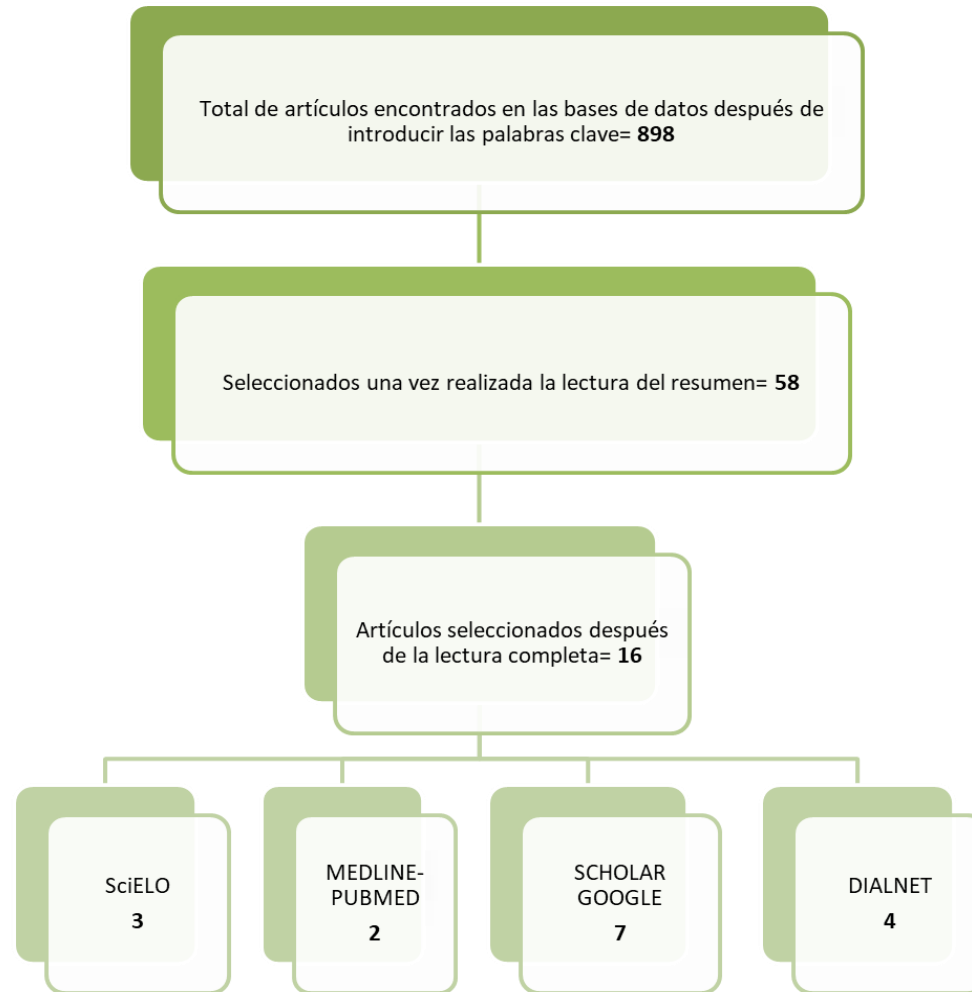 Total de artículos encontrados en las bases de datos después de
introducir las palabras clave= 898
Seleccionados una vez realizada la lectura del resumen= 58
Artículos seleccionados después
de la lectura completa= 16
SciELO
3
MEDLINE-
PUBMED
2
SCHOLAR
GOOGLE
7
DIALNET
4